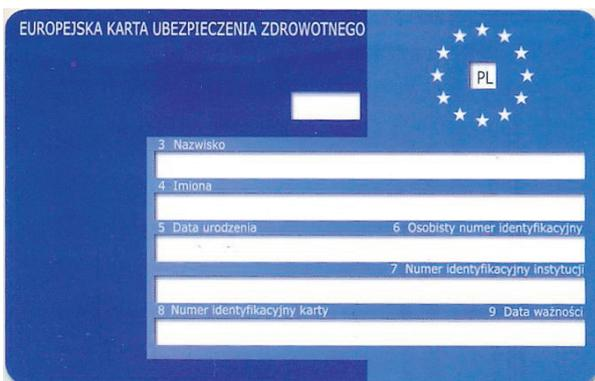 EUROPEJSKA KARTA UBEZPIECZENIA ZDROWOTNEGO
PL
3 Nazwisko
4 Imiona
5 Data urodzenia 6 Osobisty numer identyfikacyjny
7 Numer identyfikacyjny instytucji
8 Numer identyfikacyjny karty 9 Data ważności